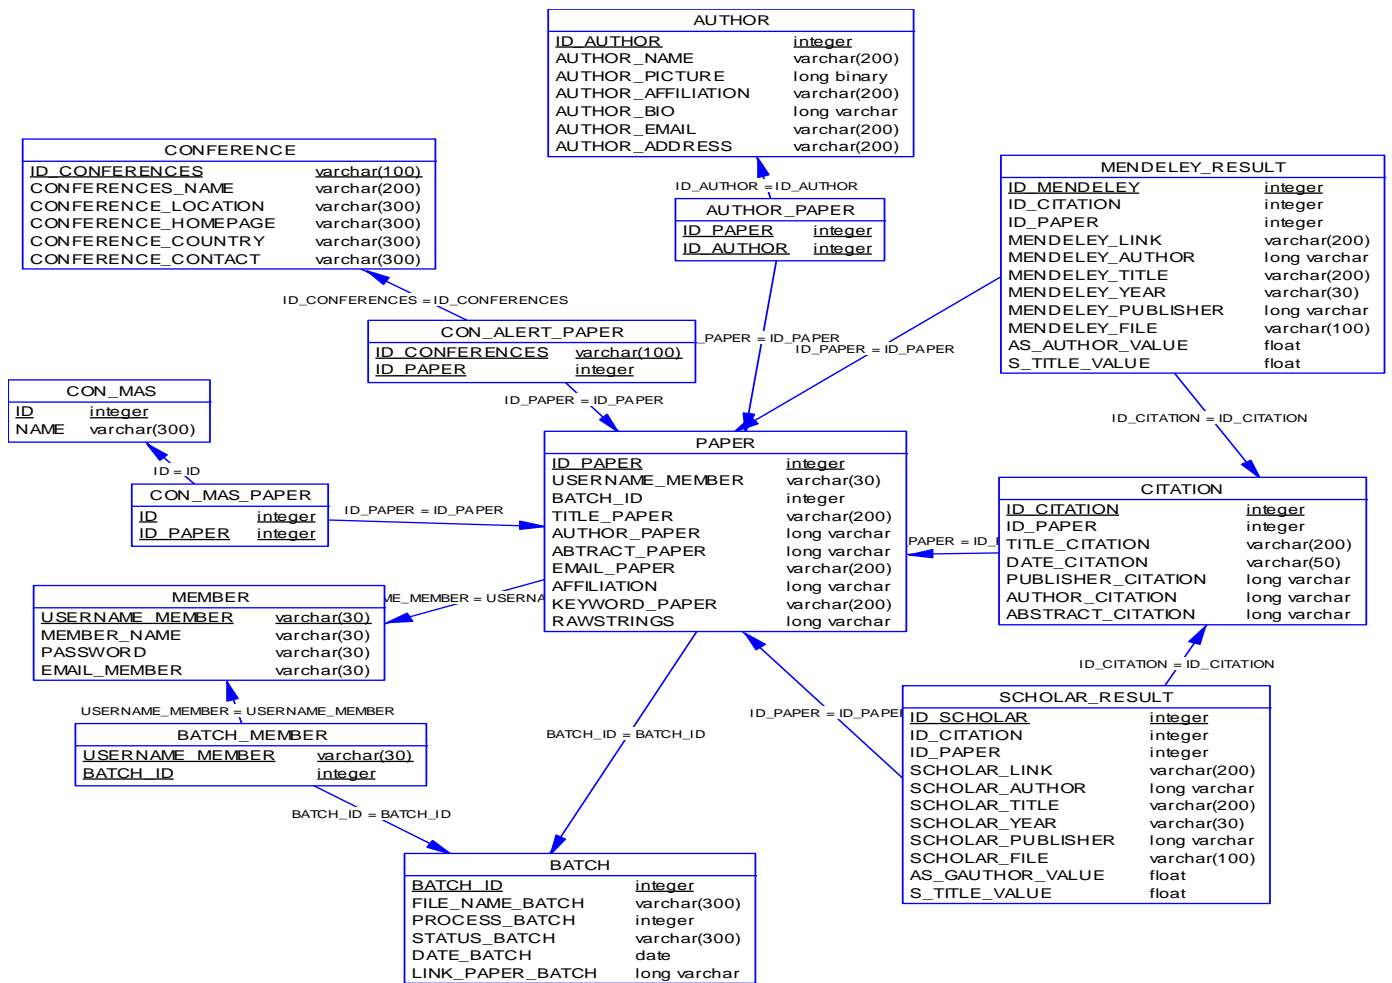 AUTHOR
ID_AUTHOR integer
AUTHOR_NAME varchar(200)
AUTHOR_PICTURE long binary
AUTHOR_AFFILIATION varchar(200)
AUTHOR_BIO long varchar
AUTHOR_EMAIL varchar(200)
AUTHOR_ADDRESS varchar(200)
CONFERENCE
ID_CONFERENCES varchar(100)
CONFERENCES_NAME varchar(200)
CONFERENCE_LOCATION varchar(300)
CONFERENCE_HOMEPAGE varchar(300)
CONFERENCE_COUNTRY varchar(300)
CONFERENCE_CONTACT varchar(300)
MENDELEY_RESULT
ID_MENDELEY integer
ID_CITATION integer
ID_PAPER integer
MENDELEY_LINK varchar(200)
MENDELEY_AUTHOR long varchar
MENDELEY_TITLE varchar(200)
MENDELEY_YEAR varchar(30)
MENDELEY_PUBLISHER long varchar
MENDELEY_FILE varchar(100)
AS_AUTHOR_VALUE float
S_TITLE_VALUE float
ID_AUTHOR = ID_AUTHOR
AUTHOR_PAPER
ID_PAPER integer
ID_AUTHOR integer
ID_CONFERENCES = ID_CONFERENCES
CON_ALERT_PAPER
ID_CONFERENCES varchar(100)
ID_PAPER integer
_PAPER = ID_PAPER
ID_PAPER = ID_PAPER
ID_PAPER = ID_PAPER
CON_MAS
ID integer
NAME varchar(300)
ID = ID
CON_MAS_PAPER
ID integer
ID_PAPER integer
ID_PAPER = ID_PAPER
ID_CITATION = ID_CITATION
PAPER
ID_PAPER integer
USERNAME_MEMBER varchar(30)
BATCH_ID integer
TITLE_PAPER varchar(200)
AUTHOR_PAPER long varchar
ABTRACT_PAPER long varchar
EMAIL_PAPER varchar(200)
AFFILIATION long varchar
KEYWORD_PAPER varchar(200)
RAWSTRINGS long varchar
CITATION
ID_CITATION integer
ID_PAPER integer
TITLE_CITATION varchar(200)
DATE_CITATION varchar(50)
PUBLISHER_CITATION long varchar
AUTHOR_CITATION long varchar
ABSTRACT_CITATION long varchar
PAPER = ID_
MEMBER
USERNAME_MEMBER varchar(30)
MEMBER_NAME varchar(30)
PASSWORD varchar(30)
EMAIL_MEMBER varchar(30)
ME_MEMBER = USERNA
USERNAME_MEMBER = USERNAME_MEMBER
BATCH_MEMBER
USERNAME_MEMBER varchar(30)
BATCH_ID integer
BATCH_ID = BATCH_ID
BATCH_ID = BATCH_ID
ID_PAPER = ID_PAPER
ID_CITATION = ID_CITATION
SCHOLAR_RESULT
ID_SCHOLAR integer
ID_CITATION integer
ID_PAPER integer
SCHOLAR_LINK varchar(200)
SCHOLAR_AUTHOR long varchar
SCHOLAR_TITLE varchar(200)
SCHOLAR_YEAR varchar(30)
SCHOLAR_PUBLISHER long varchar
SCHOLAR_FILE varchar(100)
AS_GAUTHOR_VALUE float
S_TITLE_VALUE float
BATCH
BATCH_ID integer
FILE_NAME_BATCH varchar(300)
PROCESS_BATCH integer
STATUS_BATCH varchar(300)
DATE_BATCH date
LINK_PAPER_BATCH long varchar